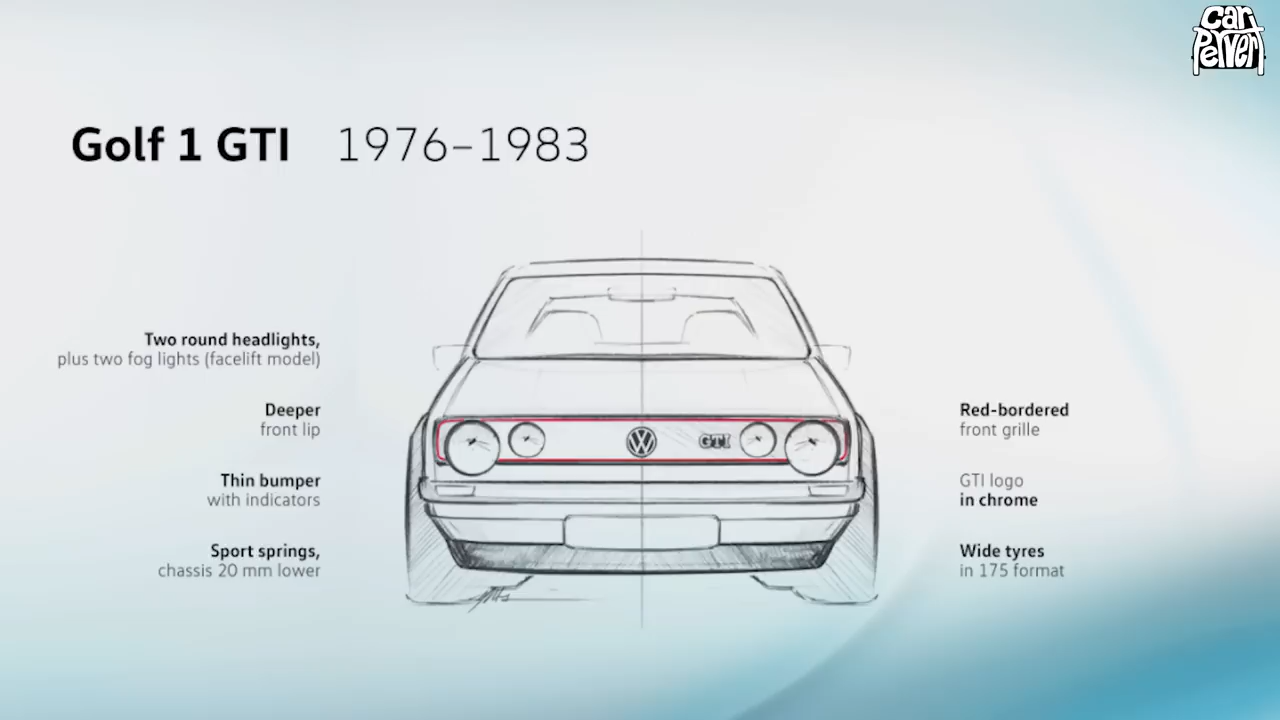 Car
Pervert
Golf 1 GTI 1976–1983
Two round headlights,
plus two fog lights (facelift model)
Deeper
front lip
Thin bumper
with indicators
Sport springs,
chassis 20 mm lower
GTI
Red-bordered
front grille
GTI logo
in chrome
Wide tyres
in 175 format